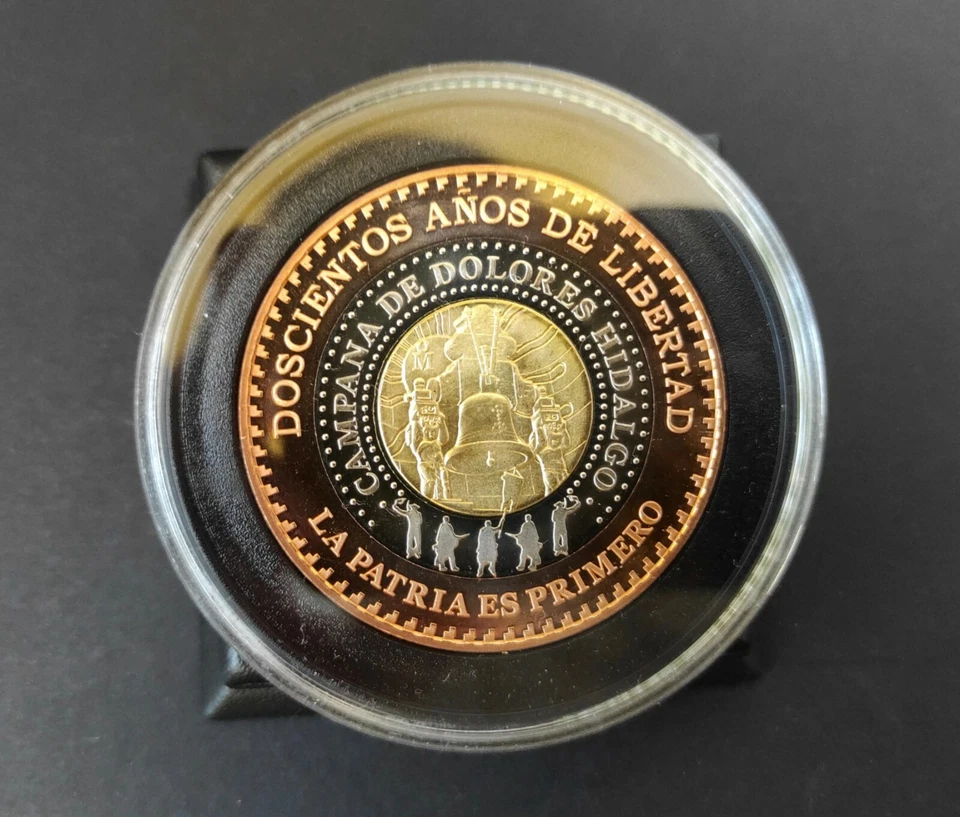 DOSCIENTOS AÑOS DE LIBERTAD
CAMPANA DE DOLORES HIDALGO
M
LA PATRIA ES PRIMERO